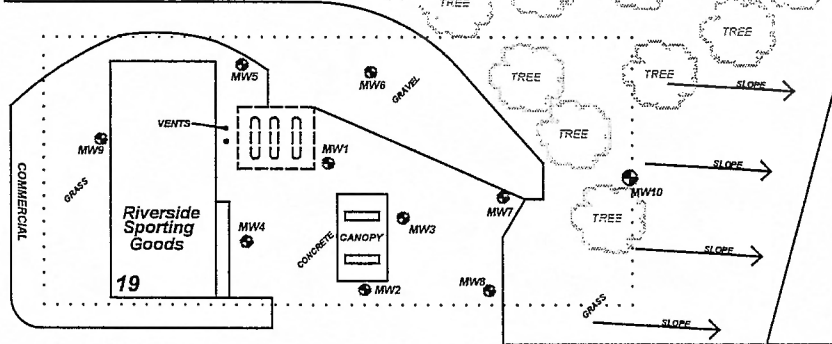 TREE
TREE
TREE
TREE
TREE
TREE
SLOPE
MW5
MW6
GRAVEL
VENTS
MW9
MW1
COMMERCIAL
GRASS
SLOPE
MW10
MW7
TREE
Riverside
Sporting
Goods
MW4
CONCRETE
CANOPY
MW3
SLOPE
19
MW2
MW8
GRASS
SLOPE